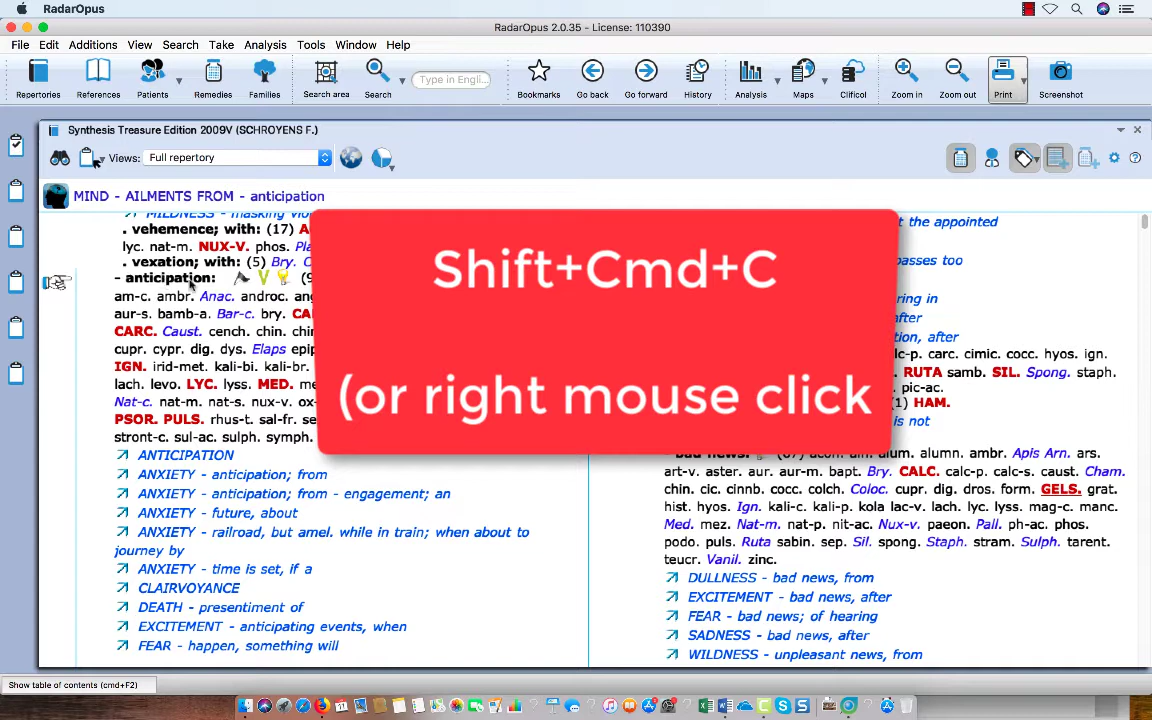 RadarOpus
RadarOpus 2.0.35 - License: 110390
File Edit Additions View Search Take Analysis Tools Window Help
Type in Engli...
Repertories References Patients Remedies Families Search area Search Bookmarks Go back Go forward History Analysis Maps Clificol Zoom in Zoom out Print Screenshot
Synthesis Treasure Edition 2009V (SCHROYENS F.)
Views: Full repertory
MIND - AILMENTS FROM - anticipation
MILDNESS - masking
. vehemence; with: (17)
lyc. nat-m. NUX-V. phos.
. vexation; with: (5) Bry.
- anticipation:
am-c. ambr. Anac. androc.
aur-s. bamb-a. Bar-c. bry.
CARC. Caust. cench. chin.
cupr. cypr. dig. dys. Elaps
IGN. irid-met. kali-bi. kali-br.
lach. levo. LYC. lyss. MED.
Nat-c. nat-m. nat-s. nux-v.
PSOR. PULS. rhus-t. sal-fr.
stront-c. sul-ac. sulph. symph.
ANTICIPATION
ANXIETY - anticipation; from
ANXIETY - anticipation; from - engagement; an
ANXIETY - future, about
ANXIETY - railroad, but amel. while in train; when about to
journey by
ANXIETY - time is set, if a
CLAIRVOYANCE
DEATH - presentiment of
EXCITEMENT - anticipating events, when
FEAR - happen, something will
Shift+Cmd+C
(or right mouse click
the appointed
passes too
ring in
after
tion, after
carc. cimic. cocc. hyos. ign.
RUTA samb. SIL. Spong. staph.
pic-ac.
(1) HAM.
is not
alumn. ambr. Apis Arn. ars.
art-v. aster. aur. aur-m. bapt. Bry. CALC. calc-p. calc-s. caust. Cham.
chin. cic. cinnb. cocc. colch. Coloc. cupr. dig. dros. form. GELS. grat.
hist. hyos. Ign. kali-c. kali-p. kola lac-v. lach. lyc. lyss. mag-c. manc.
Med. mez. Nat-m. nat-p. nit-ac. Nux-v. paeon. Pall. ph-ac. phos.
podo. puls. Ruta sabin. sep. Sil. spong. Staph. stram. Sulph. tarent.
teucr. Vanil. zinc.
DULLNESS - bad news, from
EXCITEMENT - bad news, after
FEAR - bad news; of hearing
SADNESS - bad news, after
WILDNESS - unpleasant news, from
Show table of contents (cmd+F2)